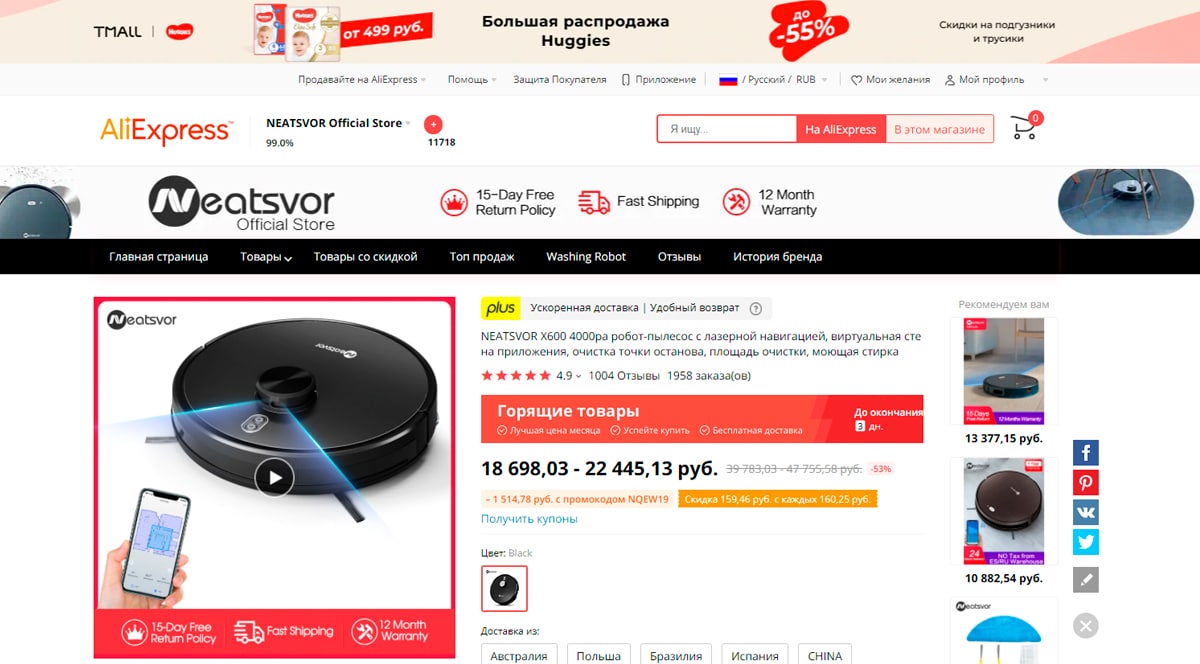 TMALL | HUGGIES
от 499 руб.
Большая распродажа
Huggies
до
-55%
Скидки на подгузники
и трусики
Продавайте на AliExpress
Помощь
Защита Покупателя
Приложение
/ Русский / RUB
Мои желания
Мой профиль
AliExpress™
NEATSVOR Official Store
99.0%
+
11718
Я ищу...
На AliExpress
В этом магазине
0
Neatsvor
Official Store
15-Day Free
Return Policy
Fast Shipping
12 Month
Warranty
Главная страница
Товары
Товары со скидкой
Топ продаж
Washing Robot
Отзывы
История бренда
Neatsvor
Neatsvor
15-Day Free
Return Policy
Fast Shipping
12 Month
Warranty
plus
Ускоренная доставка | Удобный возврат ?
NEATSVOR X600 4000pa робот-пылесос с лазерной навигацией, виртуальная сте
на приложения, очистка точки останова, площадь очистки, моющая стирка
4.9 1004 Отзывы 1958 заказа(ов)
Горящие товары
Лучшая цена месяца Успейте купить Бесплатная доставка
До окончания
3 дн.
18 698,03 - 22 445,13 руб. 39 783,03 - 47 755,58 руб. -53%
– 1 514,78 руб. с промокодом NQEW19
Скидка 159,46 руб. с каждых 160,25 руб.
Получить купоны
Цвет: Black
Доставка из:
Австралия
Польша
Бразилия
Испания
CHINA
Рекомендуем вам
15 Days
12 Months Warranty
13 377,15 руб.
Neatsvor
24
NO Tax from
ES/RU Warehouse
10 882,54 руб.
Neatsvor